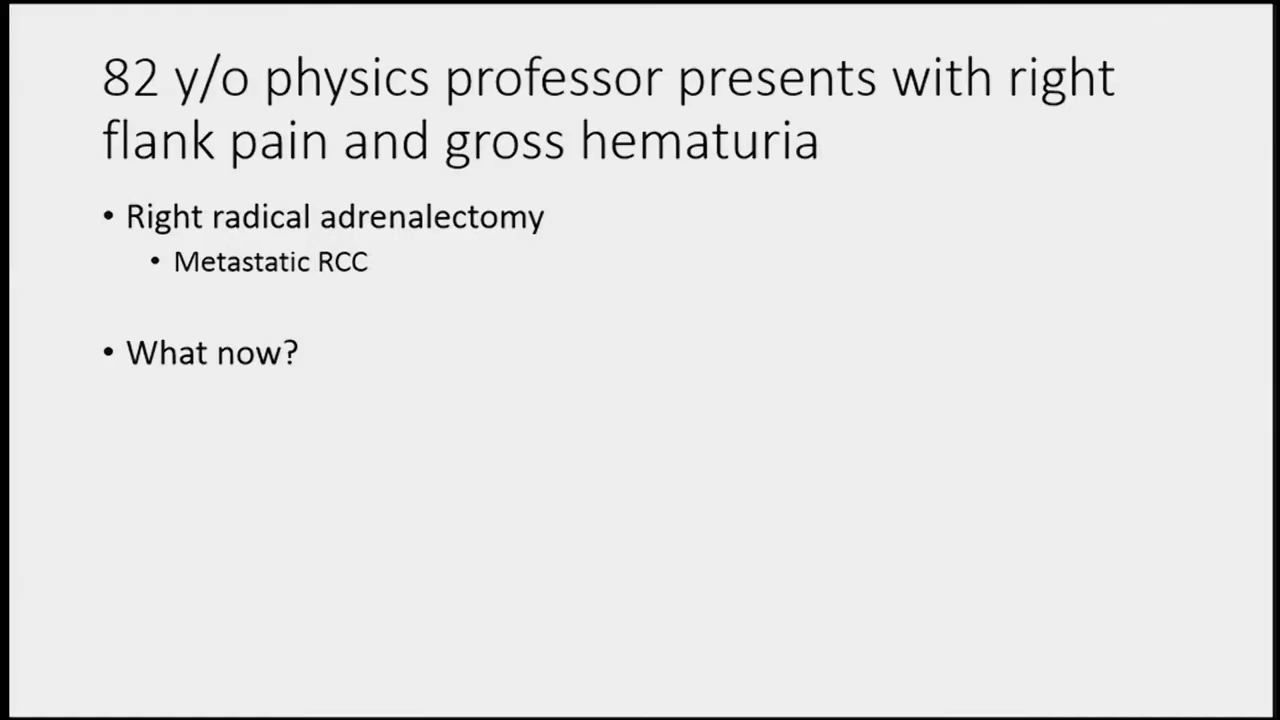 82 y/o physics professor presents with right
flank pain and gross hematuria
• Right radical adrenalectomy
• Metastatic RCC
• What now?